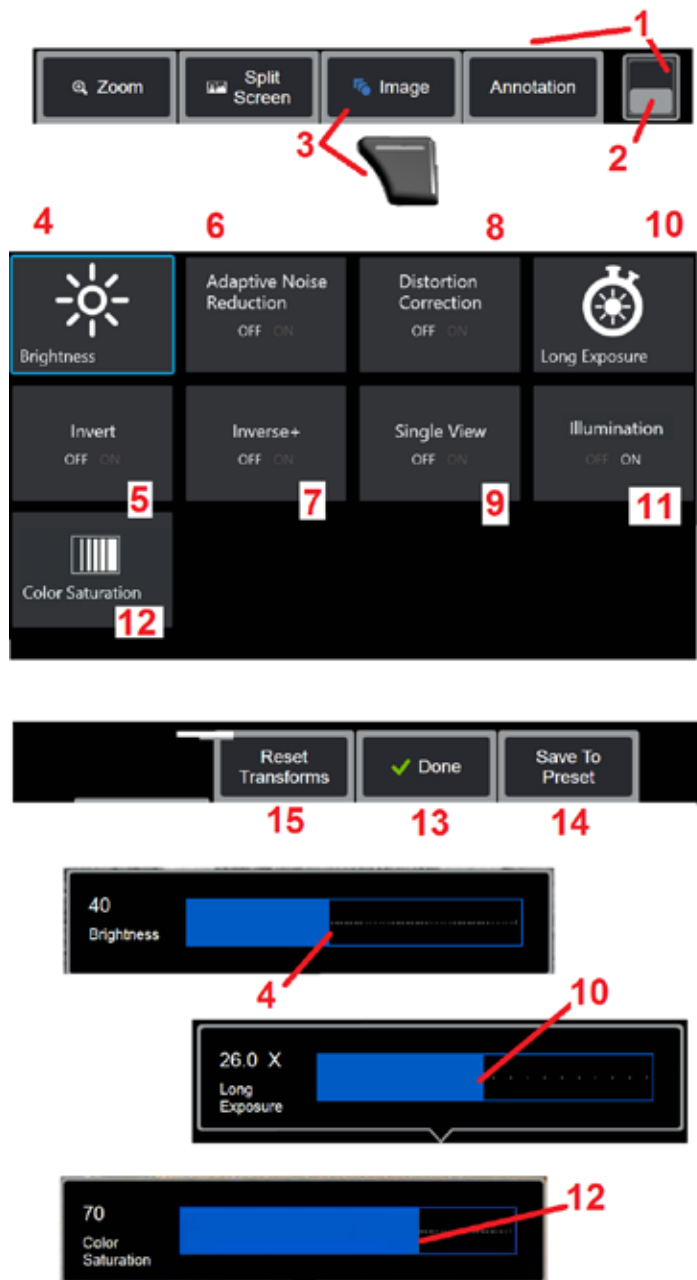 1
Zoom
Split
Screen
Image
Annotation
3
2
4
6
8
10
Brightness
Adaptive Noise
Reduction
OFF ON
Distortion
Correction
OFF ON
Long Exposure
Invert
OFF ON
5
Inverse+
OFF ON
7
Single View
OFF ON
9
Illumination
OFF ON
11
Color Saturation
12
Reset
Transforms
Done
Save To
Preset
15
13
14
40
Brightness
4
10
26.0 X
Long
Exposure
12
70
Color
Saturation